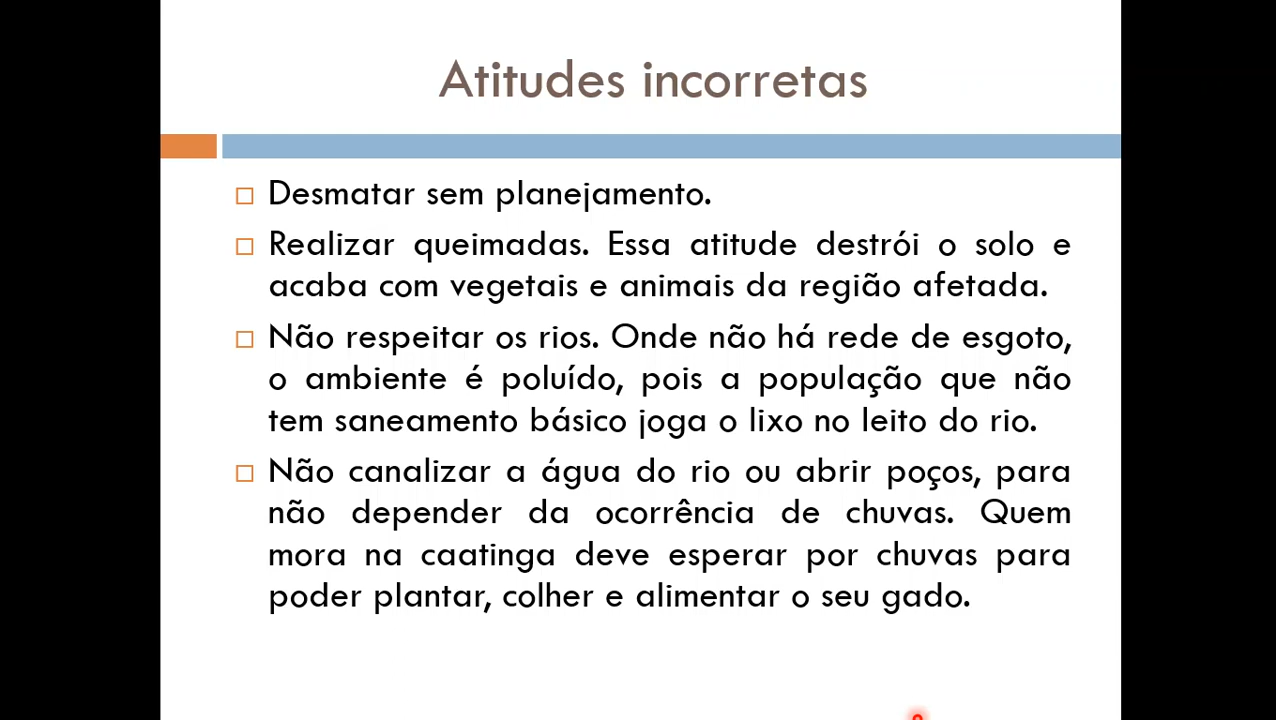 Atitudes incorretas
Desmatar sem planejamento.
Realizar queimadas. Essa atitude destrói o solo e
acaba com vegetais e animais da região afetada.
Não respeitar os rios. Onde não há rede de esgoto,
o ambiente é poluído, pois a população que não
tem saneamento básico joga o lixo no leito do rio.
Não canalizar a água do rio ou abrir poços, para
não depender da ocorrência de chuvas. Quem
mora na caatinga deve esperar por chuvas para
poder plantar, colher e alimentar o seu gado.